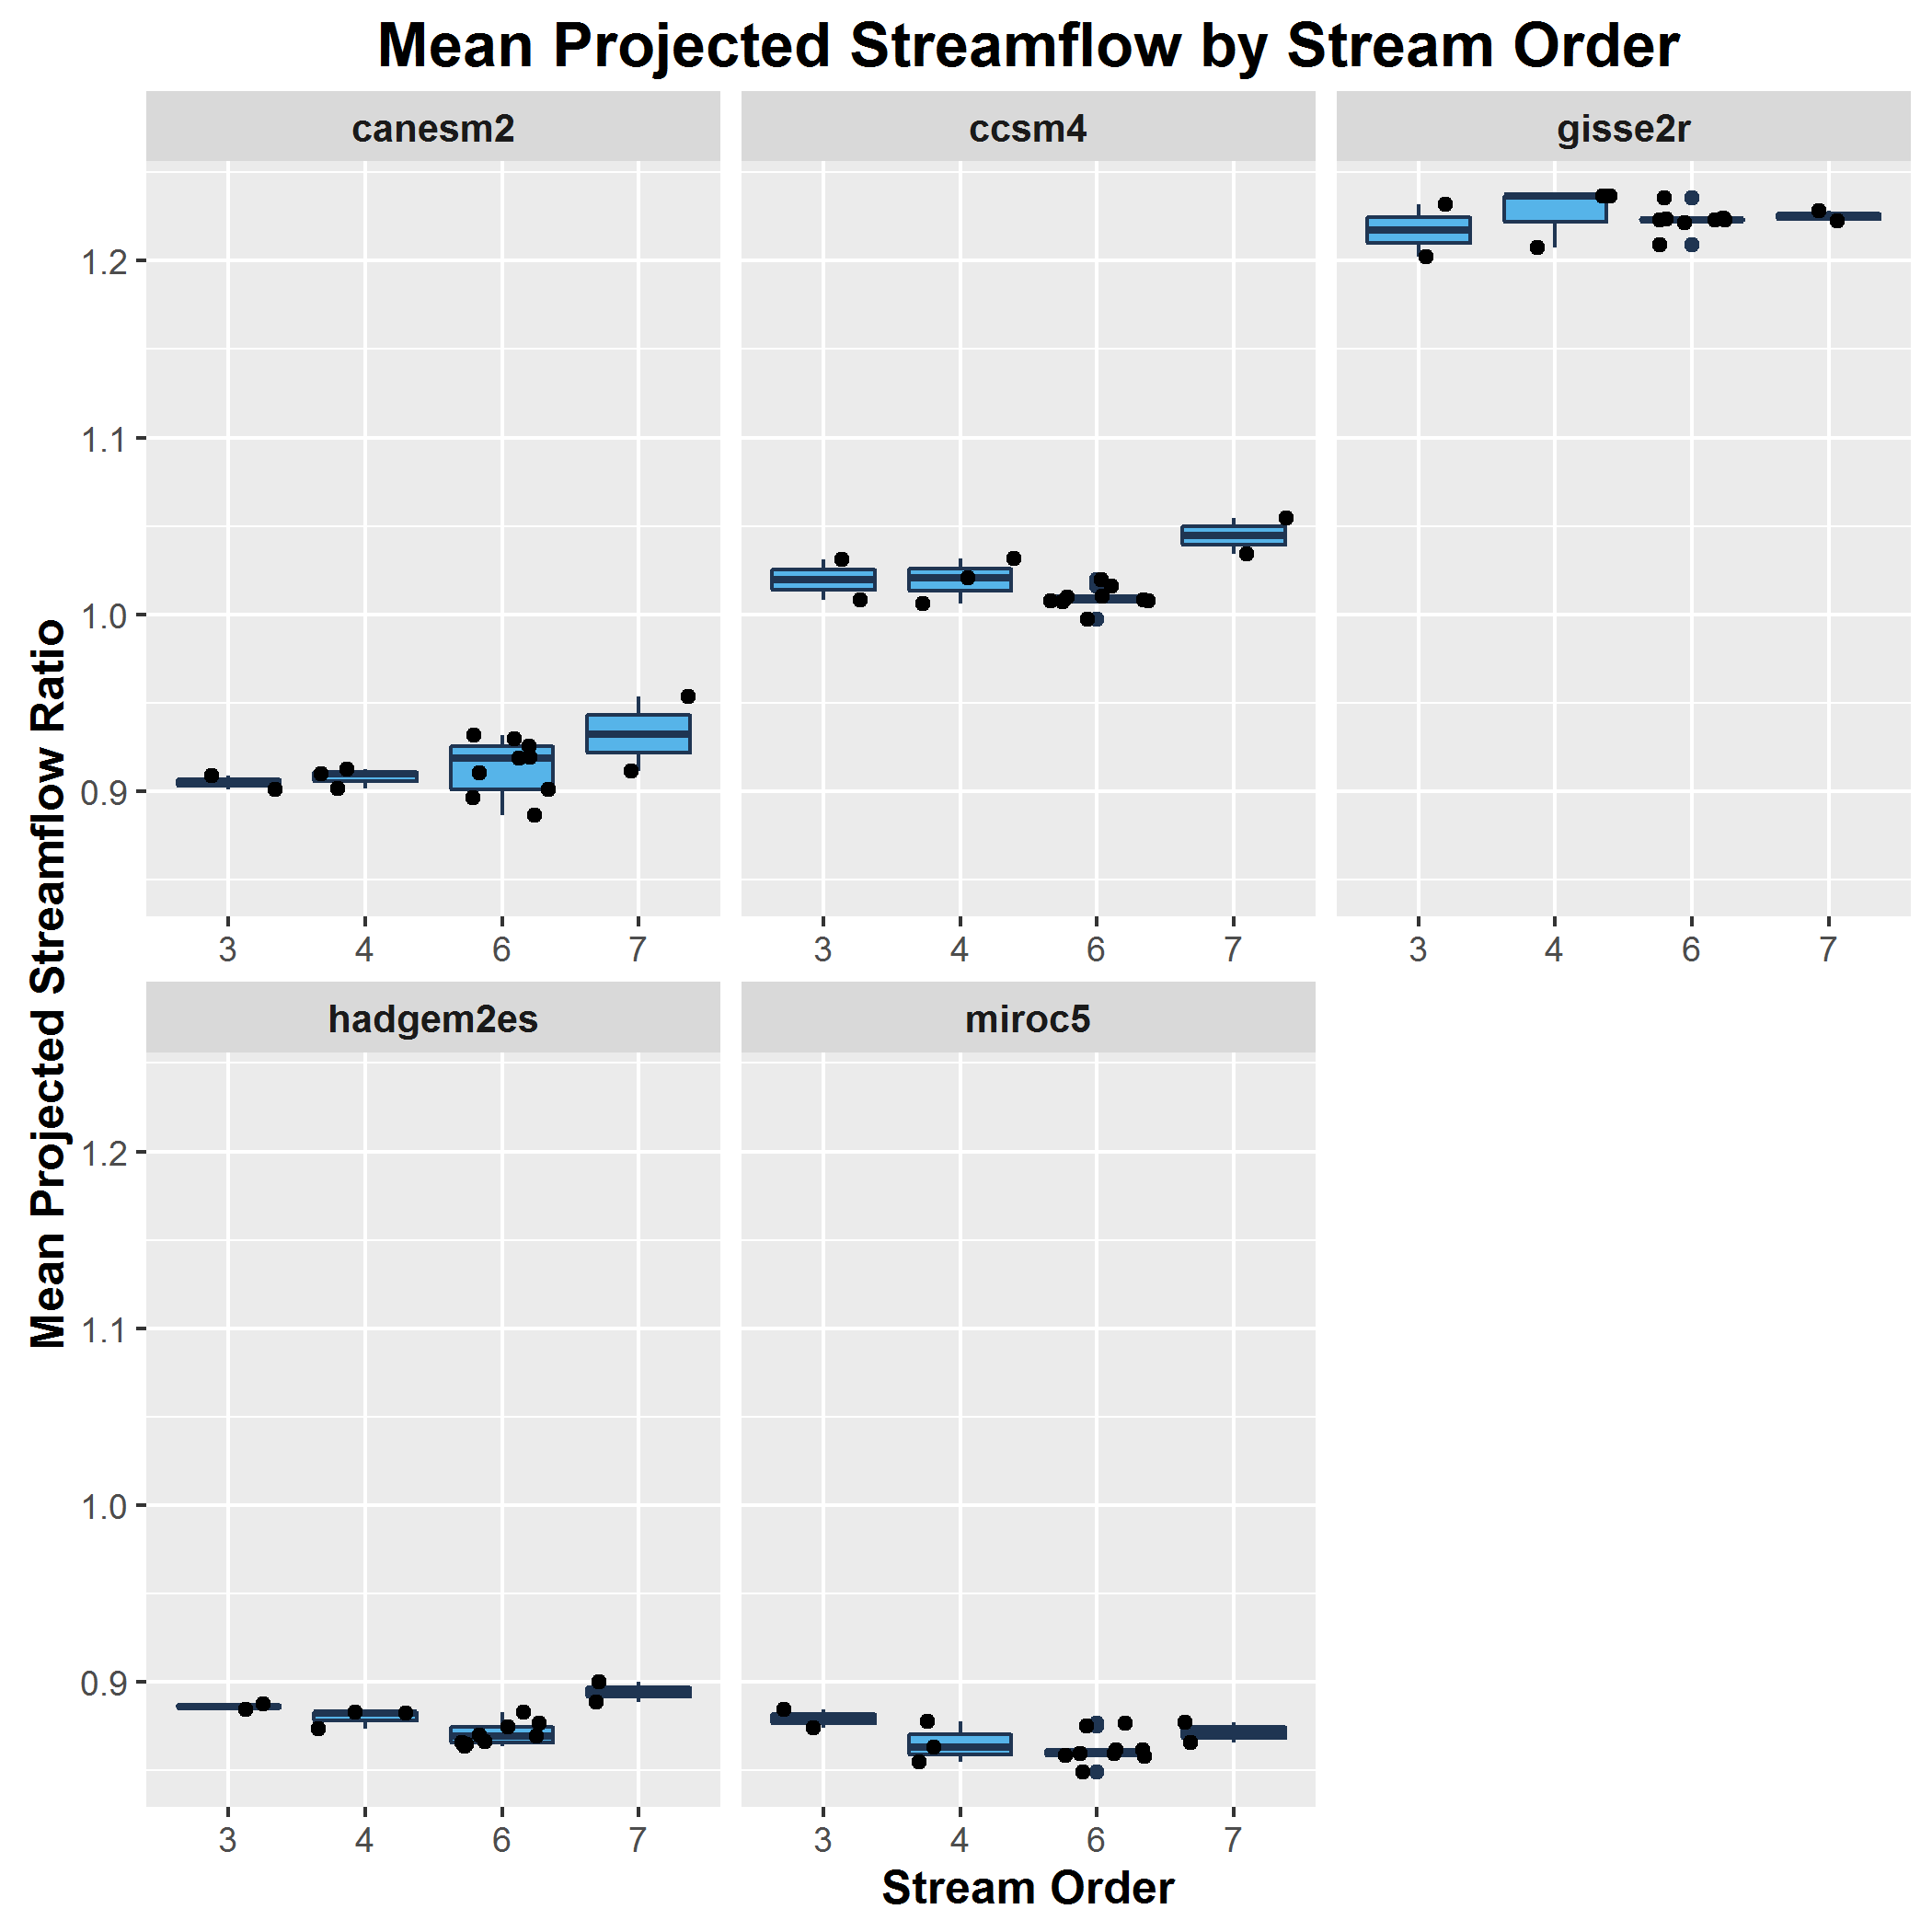 Mean Projected Streamflow by Stream Order
canesm2
ccsm4
gisse2r
1.2
1.1
1.0
0.9
3 4 6 7
3 4 6 7
3 4 6 7
Mean Projected Streamflow Ratio
hadgem2es
miroc5
1.2
1.1
1.0
0.9
3 4 6 7
3 4 6 7
Stream Order